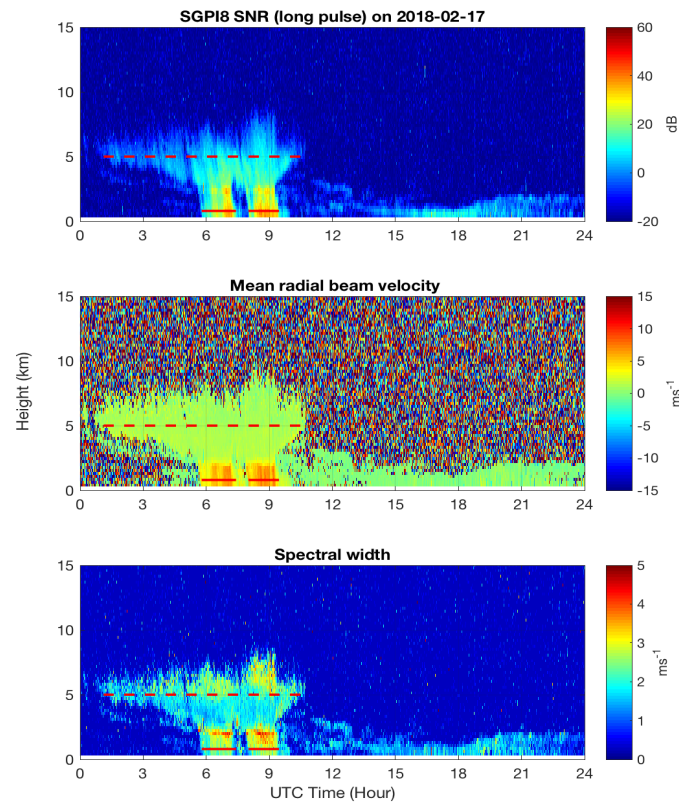 SGPI8 SNR (long pulse) on 2018-02-17
15
10
5
0
0 3 6 9 12 15 18 21 24
60
40
20
0
-20
dB
Mean radial beam velocity
Height (km)
15
10
5
0
0 3 6 9 12 15 18 21 24
15
10
5
0
-5
-10
-15
ms-1
Spectral width
15
10
5
0
0 3 6 9 12 15 18 21 24
UTC Time (Hour)
5
4
3
2
1
0
ms-1